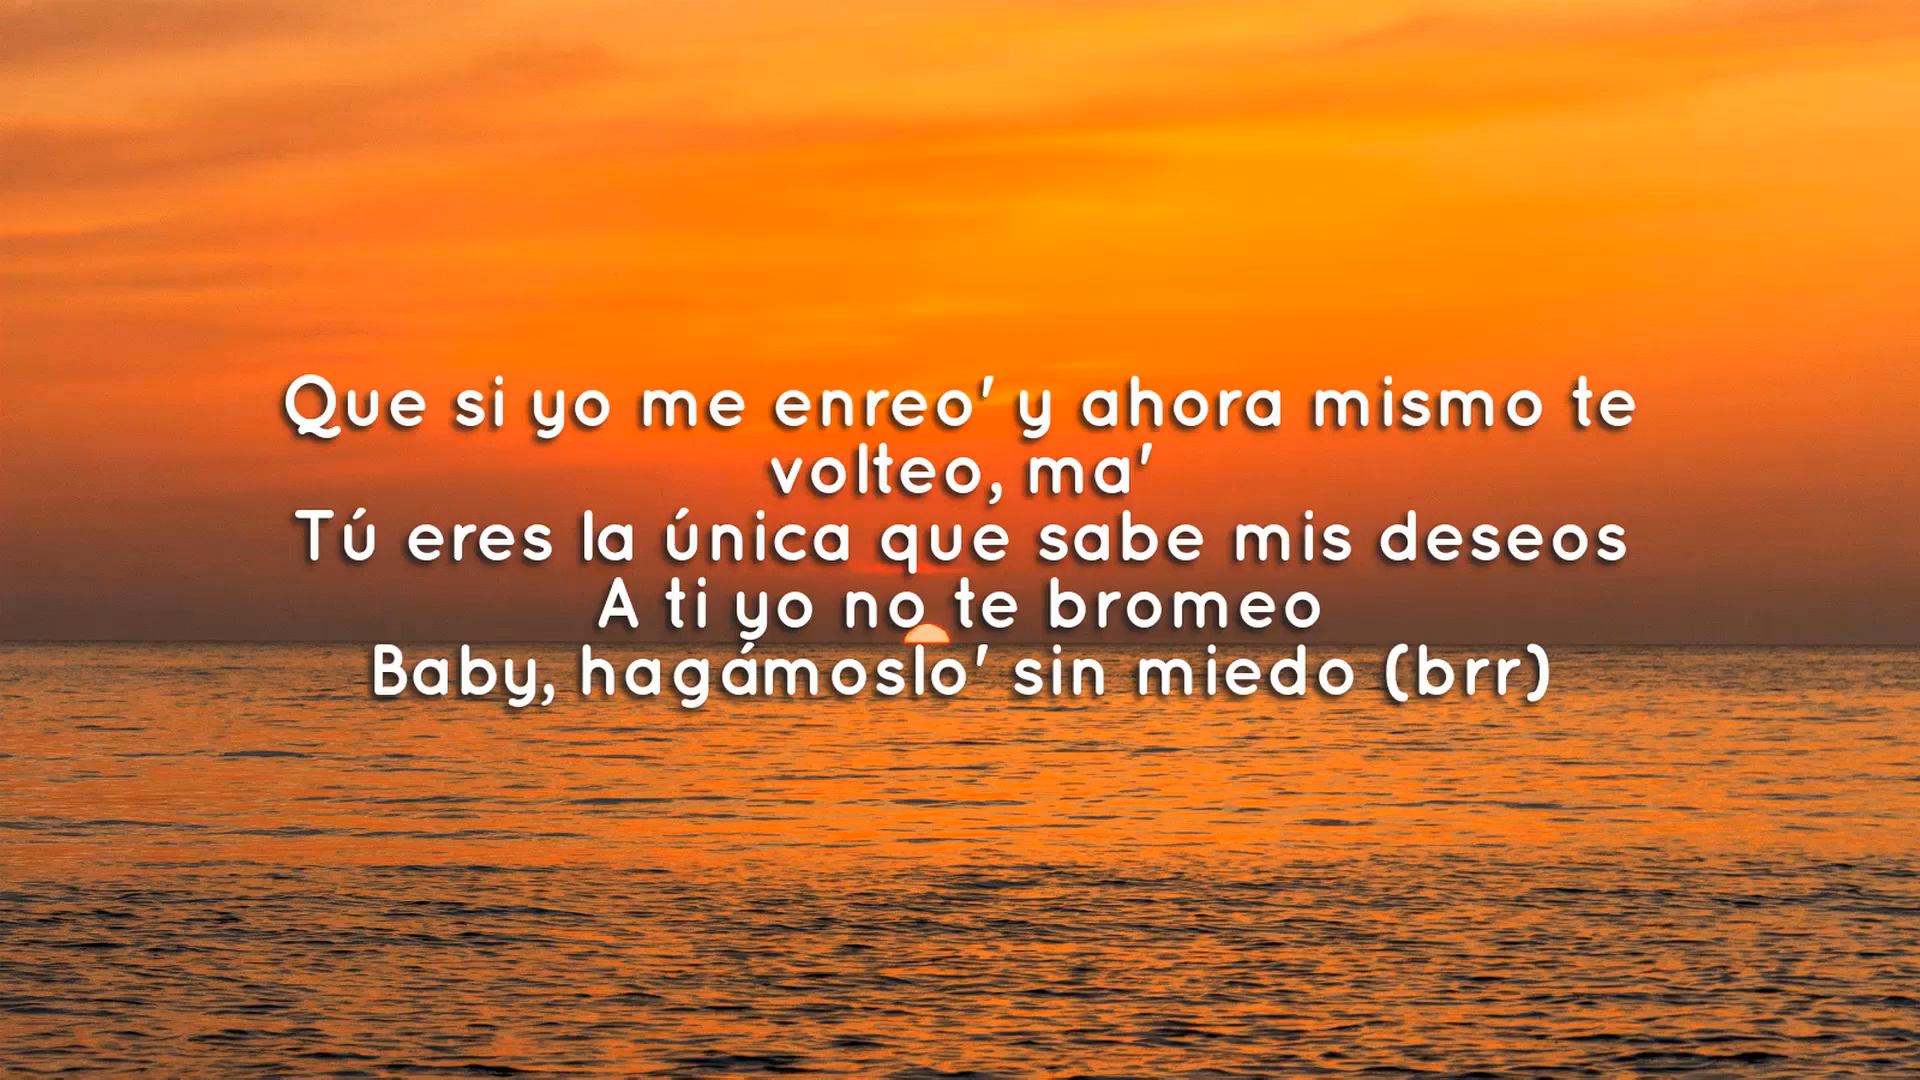 Que si yo me enreo' y ahora mismo te
volteo, ma'
Tú eres la única que sabe mis deseos
A ti yo no te bromeo
Baby, hagámoslo' sin miedo (brr)